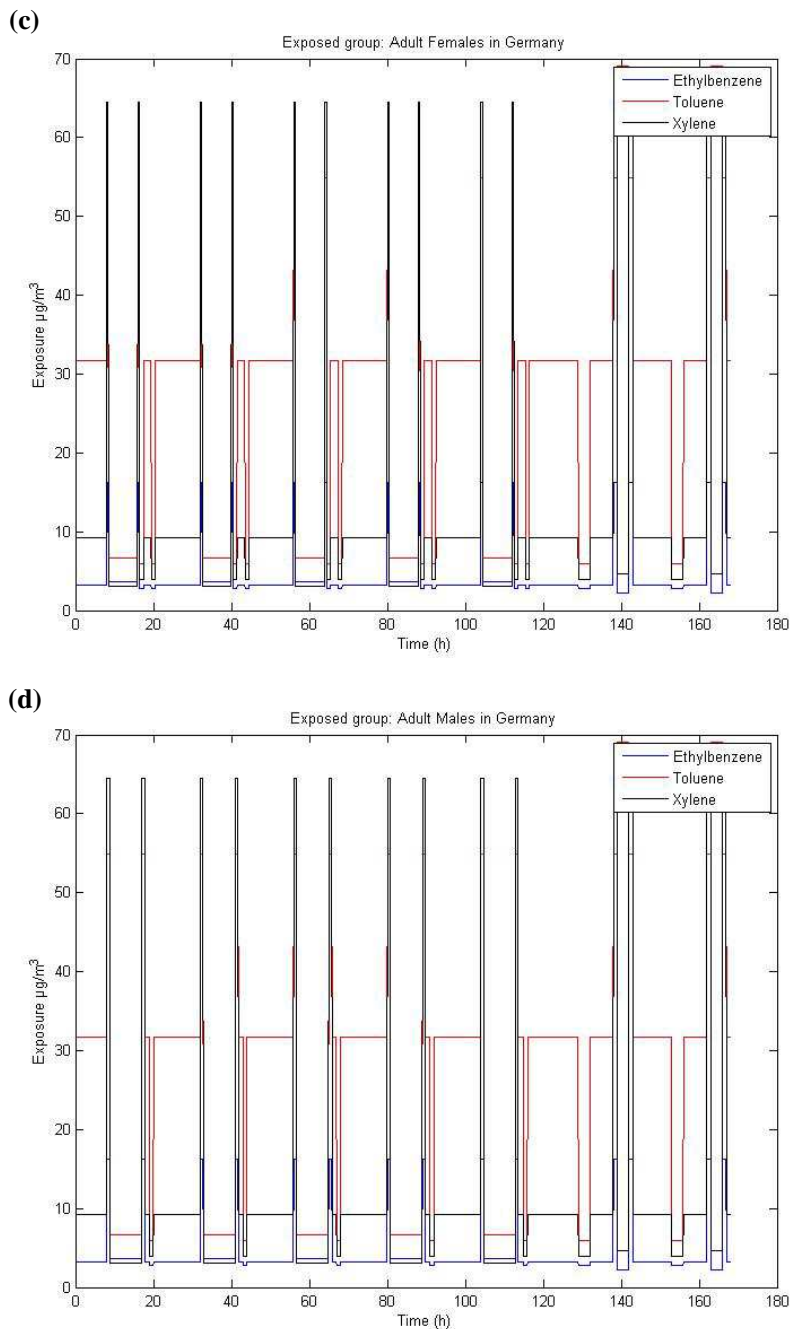 (c)
Exposed group: Adult Females in Germany
70
60
50
40
30
20
10
0
Exposure µg/m³
Ethylbenzene
Toluene
Xylene
0 20 40 60 80 100 120 140 160 180
Time (h)
(d)
Exposed group: Adult Males in Germany
70
60
50
40
30
20
10
0
Exposure µg/m³
Ethylbenzene
Toluene
Xylene
0 20 40 60 80 100 120 140 160 180
Time (h)